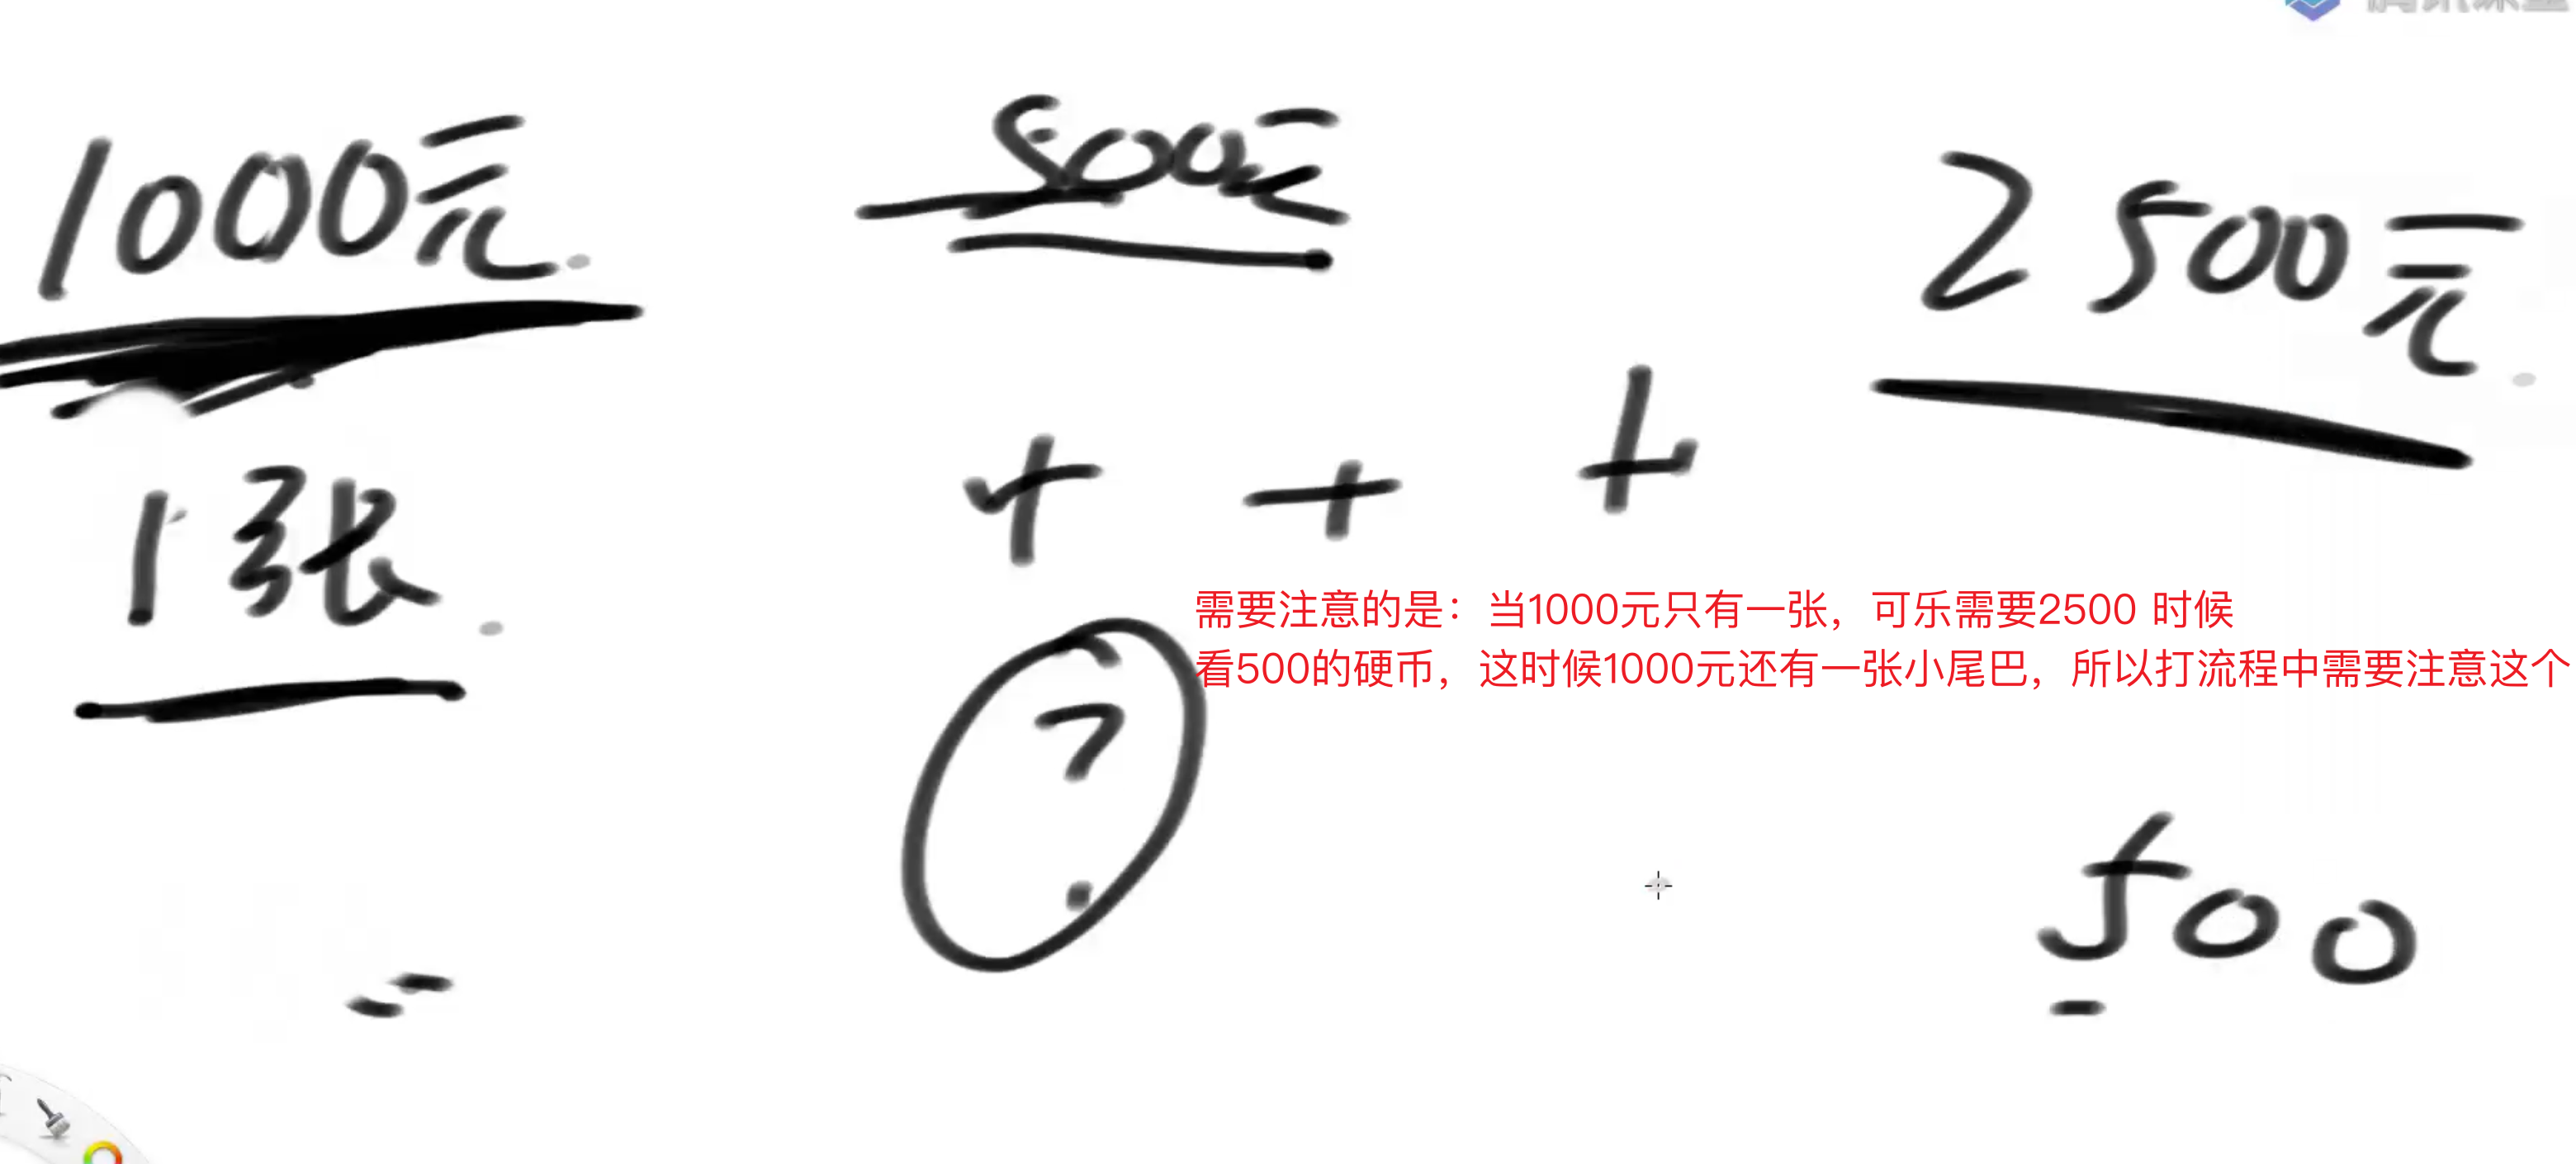 1000元
500元
2500元
1张
+ + +
需要注意的是：当1000元只有一张，可乐需要2500 时候
看500的硬币，这时候1000元还有一张小尾巴，所以打流程中需要注意这个
?
500